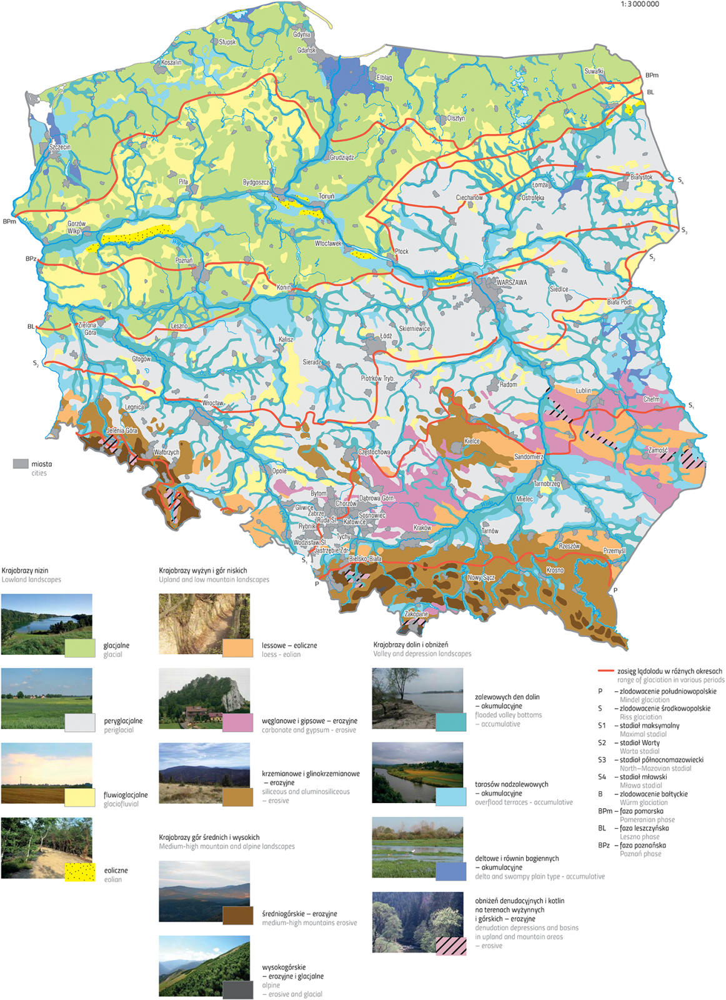 1: 3 000 000
Gdynia
Słupsk
Gdańsk
Koszalin
Elbląg
Suwałki
BPm
BL
Olsztyn
Szczecin
Grudziądz
Piła
Bydgoszcz
Łomża
Białystok
S4
Toruń
Ciechanów
Ostrołęka
BPm
Odra
Gorzów
Wlkp.
Noteć
S3
Warta
Włocławek
Płock
BPz
Poznań
S2
Wisła
Bug
WARSZAWA
Konin
Siedlce
Biała Podl.
BL
Zielona
Góra
Leszno
Skierniewice
Łódź
Kalisz
S2
Głogów
Sieradz
Piotrków Tryb.
Radom
Lublin
Chełm
S1
Legnica
Wrocław
Jelenia Góra
Kielce
Zamość
Wałbrzych
Częstochowa
Sandomierz
miasta
cities
Opole
Tarnobrzeg
Bytom
Dąbrowa Górn.
Mielec
Wisła
Chorzów
Gliwice
Zabrze
Sosnowiec
Odra
Ruda Śl.
Katowice
Rybnik
Kraków
Tarnów
Tychy
Wodzisław Śl.
Rzeszów
Jastrzębie Zdr.
Przemyśl
S1
Bielsko-Biała
Krosno
Nowy Sącz
P
P
Zakopane
Krajobrazy nizin
Lowland landscapes
glacjalne
glacial
peryglacjalne
periglacial
fluwioglacjalne
glaciofluvial
eoliczne
eolian
Krajobrazy wyżyn i gór niskich
Upland and low mountain landscapes
lessowe – eoliczne
loess - eolian
węglanowe i gipsowe – erozyjne
carbonate and gypsum - erosive
krzemianowe i glinokrzemianowe
– erozyjne
siliceous and aluminosiliceous
– erosive
Krajobrazy gór średnich i wysokich
Medium-high mountain and alpine landscapes
średniogórskie – erozyjne
medium-high mountains erosive
wysokogórskie
– erozyjne i glacjalne
alpine
– erosive and glacial
Krajobrazy dolin i obniżeń
Valley and depression landscapes
zalewowych den dolin
– akumulacyjne
flooded valley bottoms
– accumulative
tarasów nadzalewowych
– akumulacyjne
overflood terraces - accumulative
deltowe i równin bagiennych
– akumulacyjne
delta and swampy plain type - accumulative
obniżeń denudacyjnych i kotlin
na terenach wyżynnych
i górskich – erozyjne
denudation depressions and basins
in upland and mountain areas
– erosive
zasięg lądolodu w różnych okresach
range of glaciation in various periods
P – zlodowacenie południowopolskie
Mindel glaciation
S – zlodowacenie środkowopolskie
Riss glaciation
S1 – stadiał maksymalny
Maximal stadial
S2 – stadiał Warty
Warta stadial
S3 – stadiał północnomazowiecki
North–Mazovian stadial
S4 – stadiał mławski
Mława stadial
B – zlodowacenie bałtyckie
Würm glaciation
BPm – faza pomorska
Pomeranian phase
BL – faza leszczyńska
Leszno phase
BPz – faza poznańska
Poznań phase